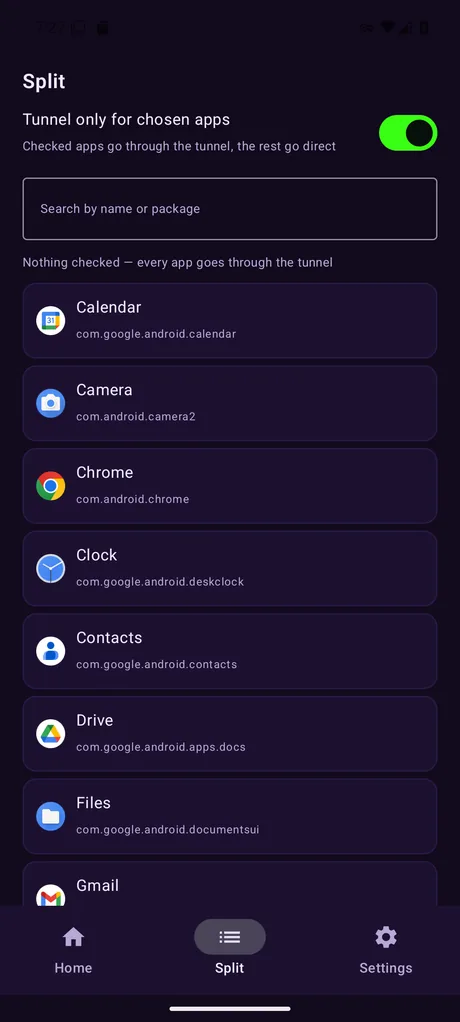 7:27
Split
Tunnel only for chosen apps
Checked apps go through the tunnel, the rest go direct
Search by name or package
Nothing checked — every app goes through the tunnel
Calendar
com.google.android.calendar
Camera
com.android.camera2
Chrome
com.android.chrome
Clock
com.google.android.deskclock
Contacts
com.google.android.contacts
Drive
com.google.android.apps.docs
Files
com.google.android.documentsui
Gmail
Home
Split
Settings